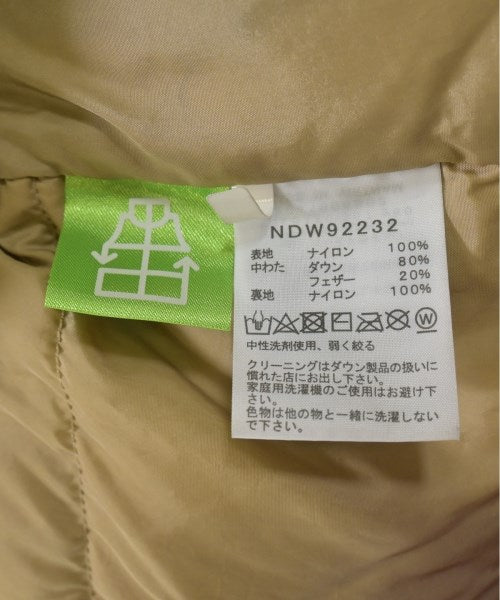 NDW92232
表地 ナイロン 100%
中わた ダウン 80%
フェザー 20%
裏地 ナイロン 100%
中性洗剤使用、弱く絞る
クリーニングはダウン製品の扱いに
慣れた店にお出し下さい。
家庭用洗濯機のご使用はお避け下
さい。
色物は他の物と一緒に洗濯しない
で下さい。